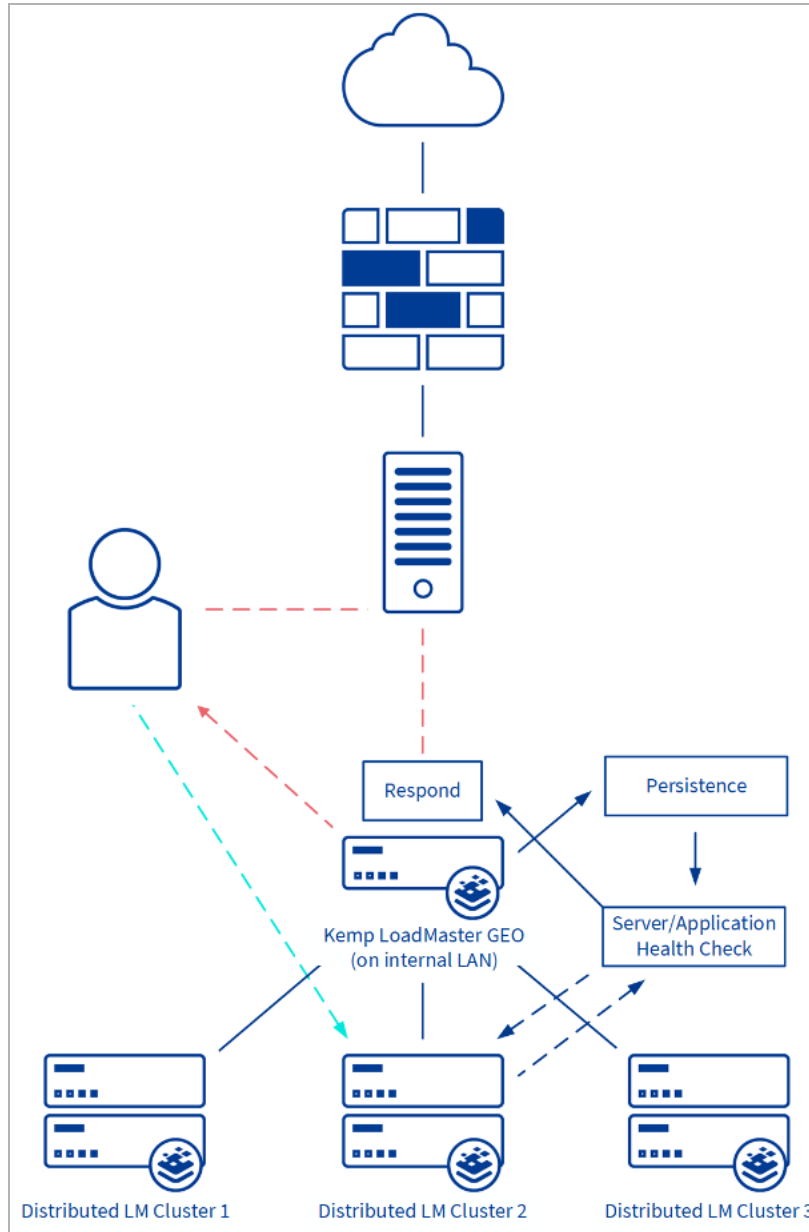 Respond
Persistence
Server/Application
Health Check
Kemp LoadMaster GEO
(on internal LAN)
Distributed LM Cluster 1
Distributed LM Cluster 2
Distributed LM Cluster 3